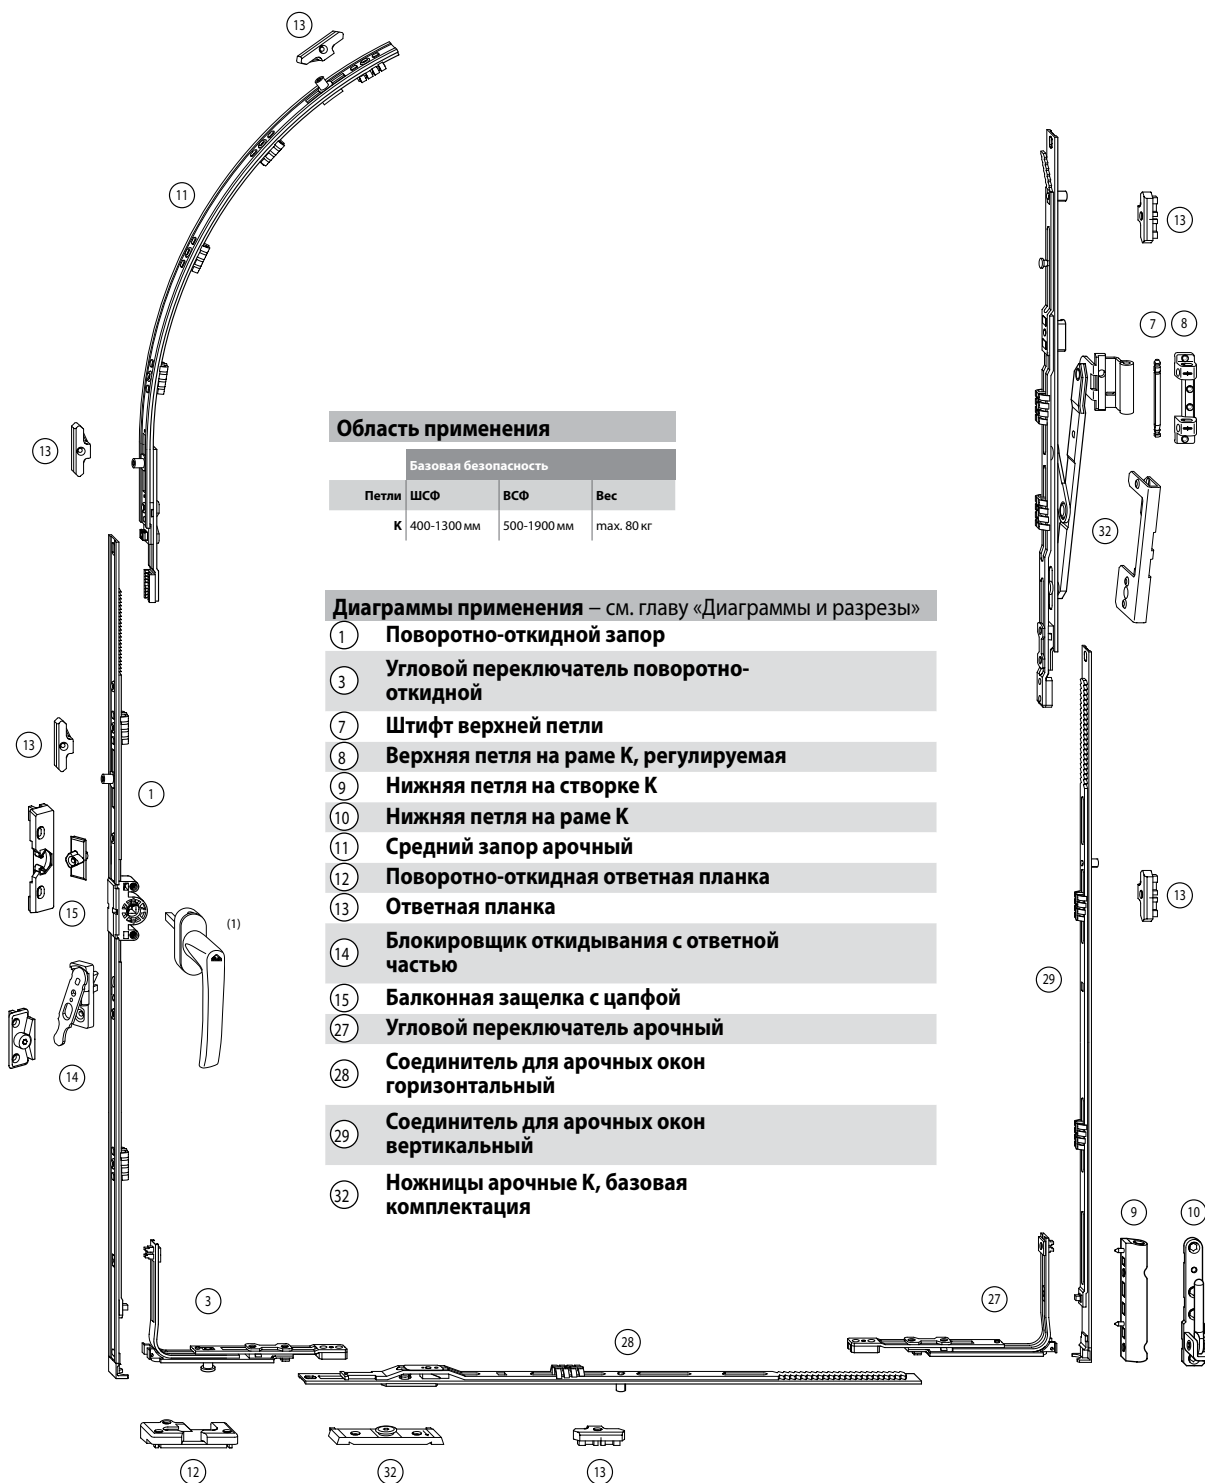 13
11
13
7
8
13
32
Область применения
Базовая безопасность
Петли ШСФ ВСФ Вес
К 400-1300 мм 500-1900 мм max. 80 кг
Диаграммы применения – см. главу «Диаграммы и разрезы»
1 Поворотно-откидной запор
3 Угловой переключатель поворотно-
откидной
7 Штифт верхней петли
8 Верхняя петля на раме К, регулируемая
9 Нижняя петля на створке К
10 Нижняя петля на раме К
11 Средний запор арочный
12 Поворотно-откидная ответная планка
13 Ответная планка
14 Блокировщик откидывания с ответной
частью
15 Балконная защелка с цапфой
27 Угловой переключатель арочный
28 Соединитель для арочных окон
горизонтальный
29 Соединитель для арочных окон
вертикальный
32 Ножницы арочные К, базовая
комплектация
13
1
15
(1)
14
13
29
9
10
3
27
28
12
32
13